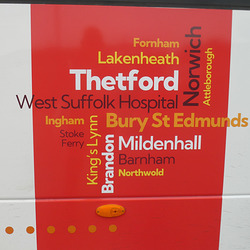 Fornham
Lakenheath
Thetford
Norwich
Attleborough
West Suffolk Hospital
Ingham
Bury St Edmunds
Stoke
Ferry
King's Lynn
Brandon
Mildenhall
Barnham
Northwold